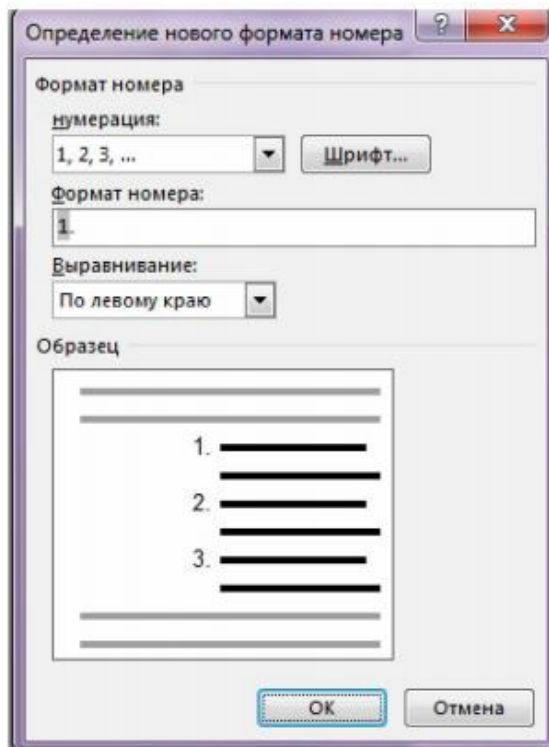 Определение нового формата номера
Формат номера
нумерация:
1, 2, 3, ...
Шрифт...
Формат номера:
1.
Выравнивание:
По левому краю
Образец
1.
2.
3.
ОК
Отмена